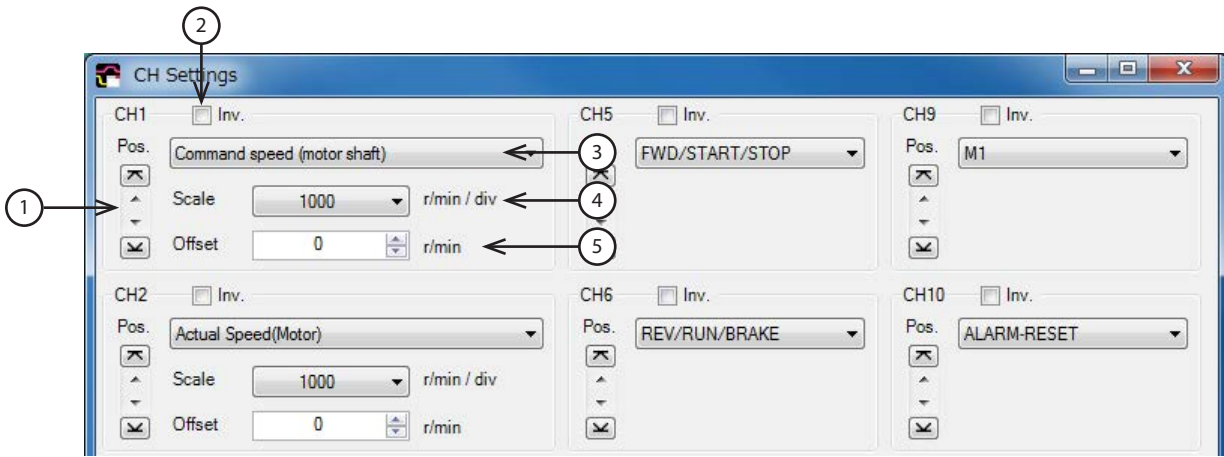 2
CH Settings
CH1 Inv. CH5 Inv. CH9 Inv.
Pos. Command speed (motor shaft) 3 FWD/START/STOP Pos. M1
1 Scale 1000 r/min / div 4
Offset 0 r/min 5
CH2 Inv. CH6 Inv. CH10 Inv.
Pos. Actual Speed(Motor) Pos. REV/RUN/BRAKE Pos. ALARM-RESET
Scale 1000 r/min / div
Offset 0 r/min